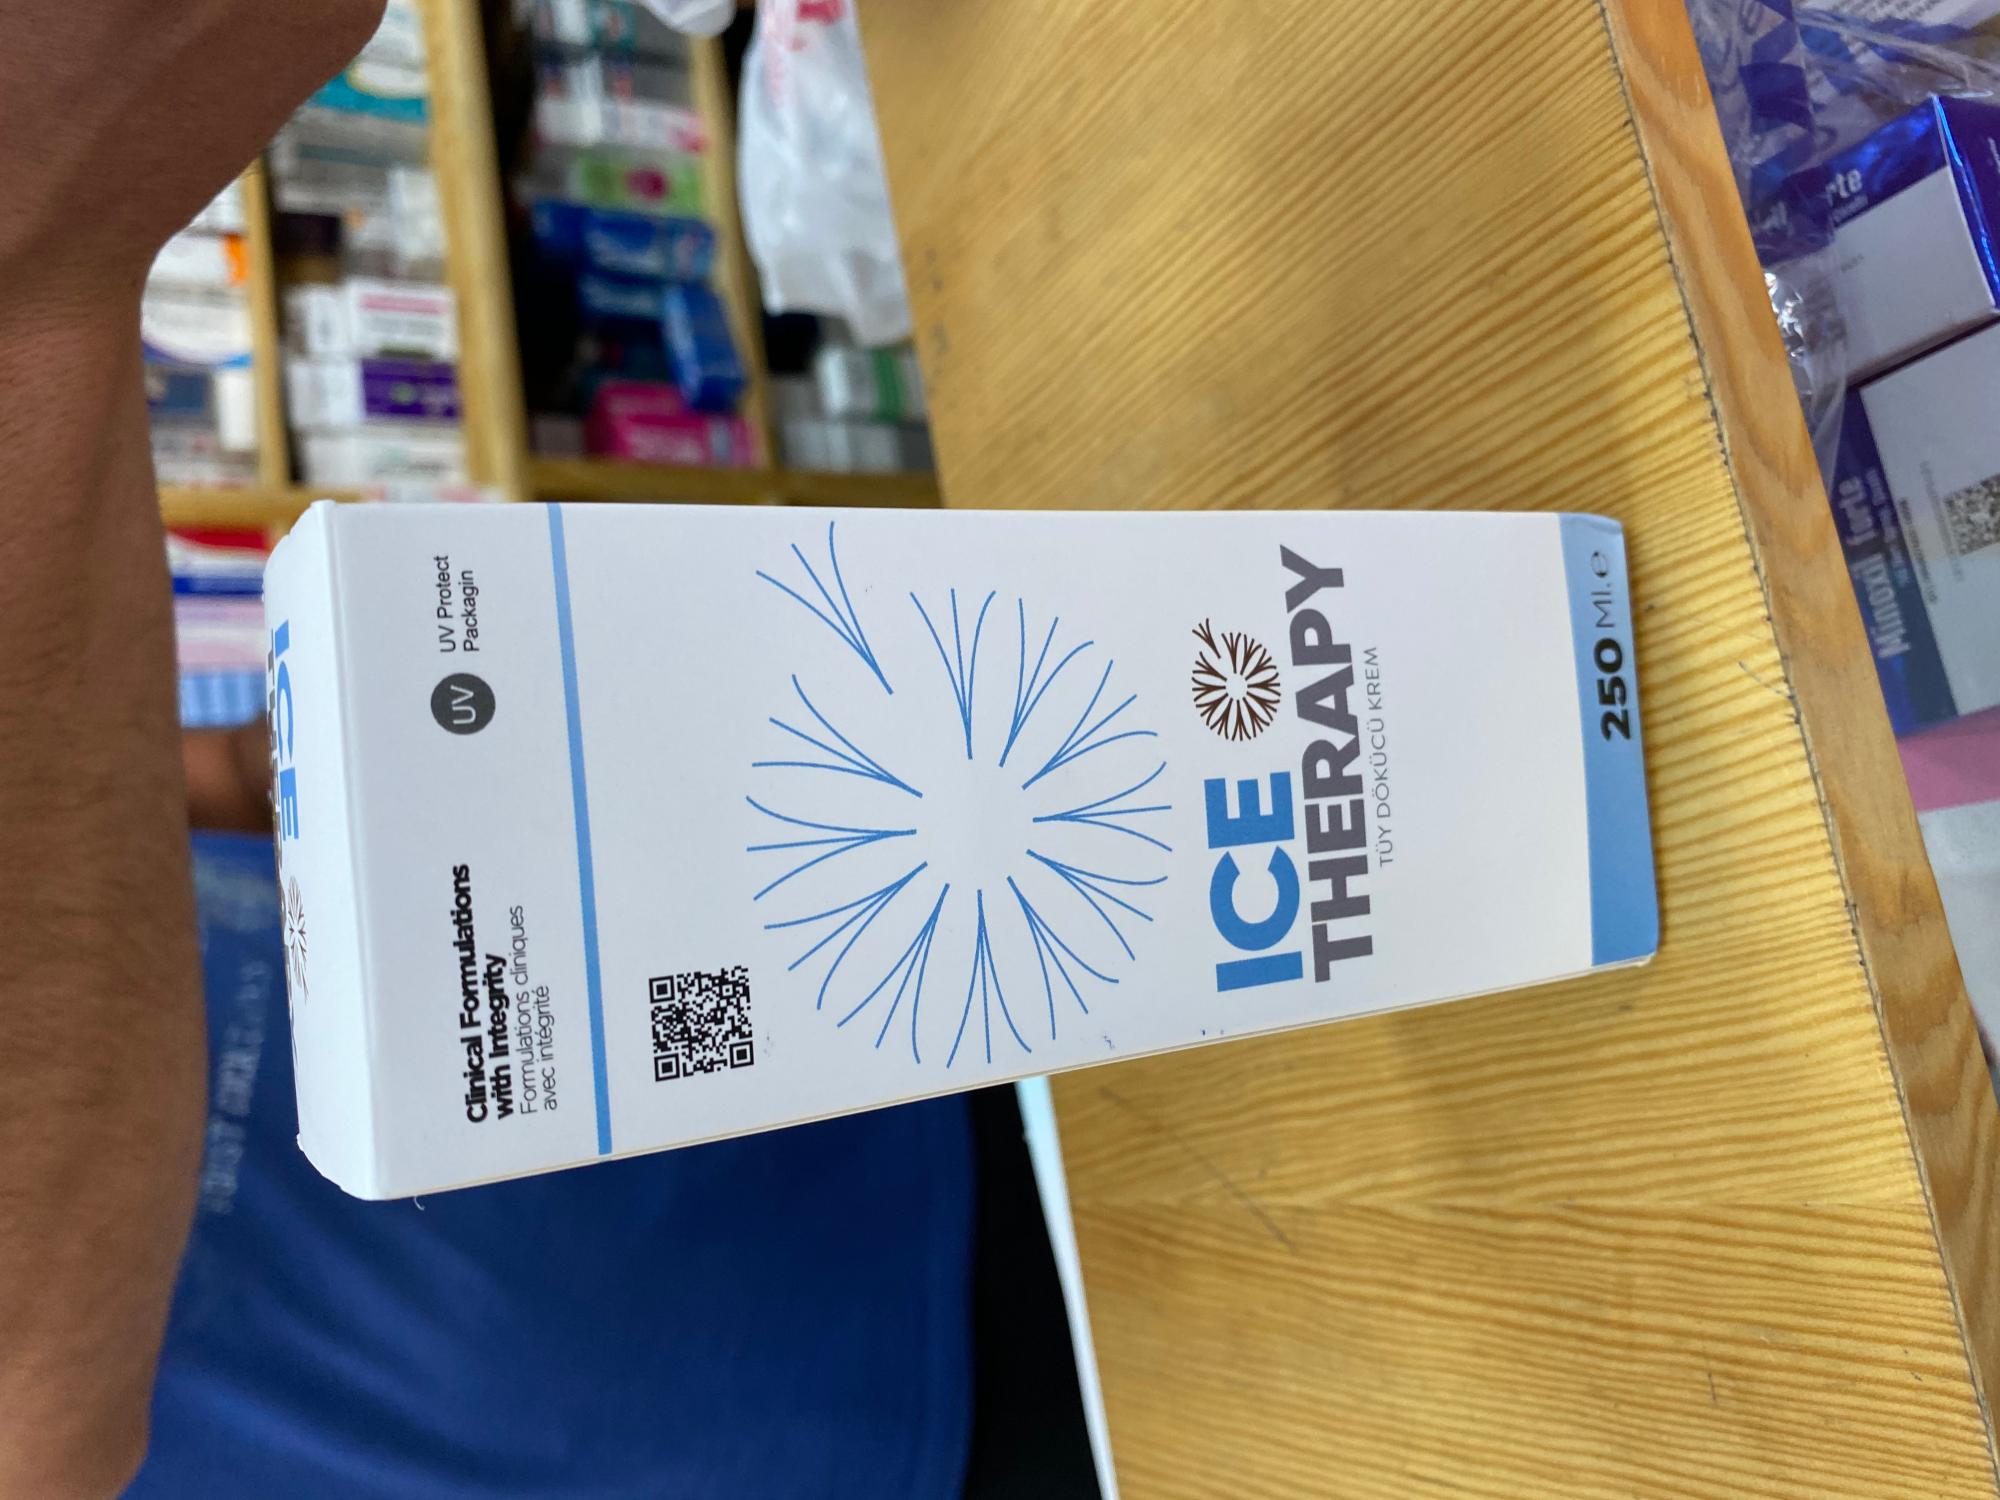 Clinical Formulations
with Integrity
Formulations cliniques
avec intégrité
UV
UV Protect
Packagin
ICE
THERAPY
TÜY DÖKÜCÜ KREM
250 Ml. e
ICE
Minoxil forte
rte